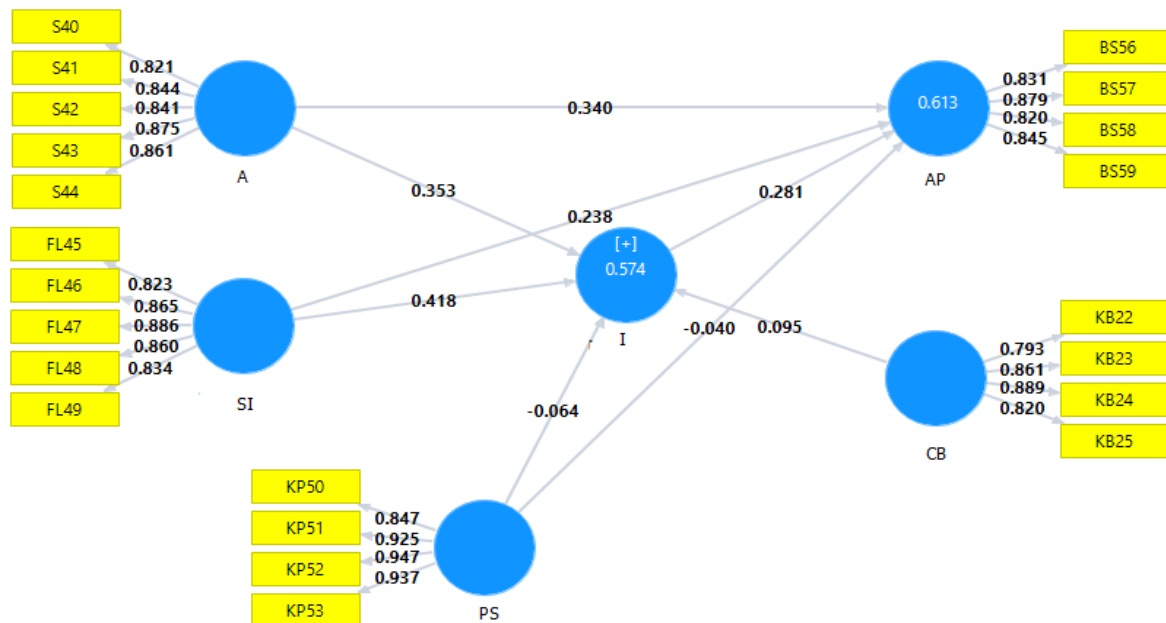 S40
S41
S42
S43
S44
0.821
0.844
0.841
0.875
0.861
A
0.340
0.353
FL45
FL46
FL47
FL48
FL49
0.823
0.865
0.886
0.860
0.834
SI
0.238
0.418
[+]
0.574
I
0.281
-0.040
0.095
-0.064
0.613
AP
0.831
0.879
0.820
0.845
BS56
BS57
BS58
BS59
CB
0.793
0.861
0.889
0.820
KB22
KB23
KB24
KB25
KP50
KP51
KP52
KP53
0.847
0.925
0.947
0.937
PS